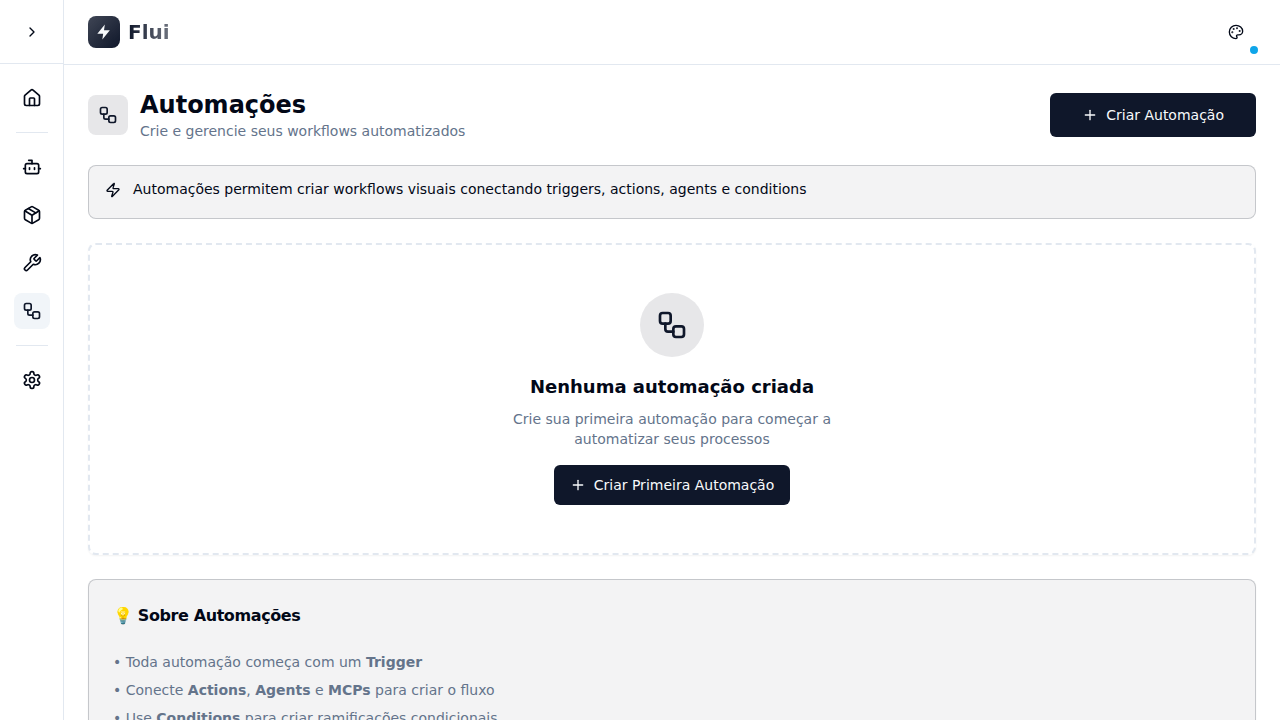 Flui
Automações
Crie e gerencie seus workflows automatizados
Criar Automação
Automações permitem criar workflows visuais conectando triggers, actions, agents e conditions
Nenhuma automação criada
Crie sua primeira automação para começar a
automatizar seus processos
Criar Primeira Automação
💡 Sobre Automações
• Toda automação começa com um Trigger
• Conecte Actions, Agents e MCPs para criar o fluxo
• Use Conditions para criar ramificações condicionais